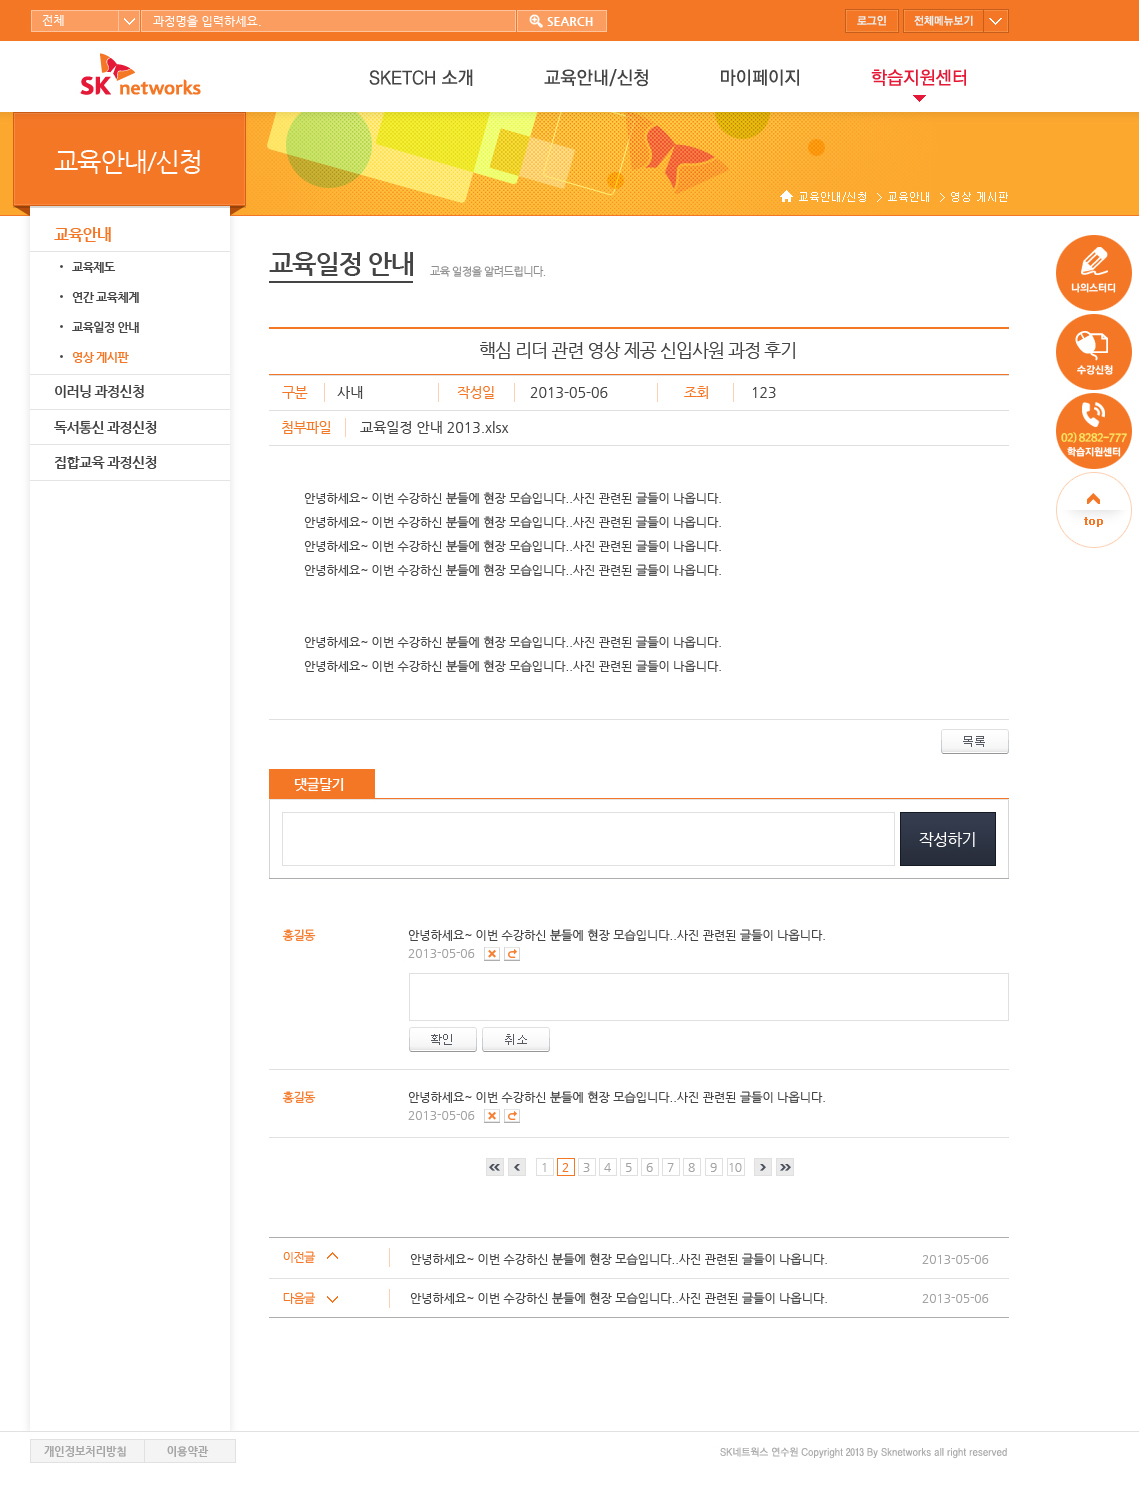 전체
과정명을 입력하세요.
SEARCH
로그인
전체메뉴보기
SK networks
SKETCH 소개
교육안내/신청
마이페이지
학습지원센터
교육안내/신청
교육안내/신청 > 교육안내 > 영상 게시판
교육안내
· 교육제도
· 연간 교육체계
· 교육일정 안내
· 영상 게시판
이러닝 과정신청
독서통신 과정신청
집합교육 과정신청
교육일정 안내
교육 일정을 알려드립니다.
핵심 리더 관련 영상 제공 신입사원 과정 후기
구분 사내 작성일 2013-05-06 조회 123
첨부파일 교육일정 안내 2013.xlsx
안녕하세요~ 이번 수강하신 분들에 현장 모습입니다..사진 관련된 글들이 나옵니다.
안녕하세요~ 이번 수강하신 분들에 현장 모습입니다..사진 관련된 글들이 나옵니다.
안녕하세요~ 이번 수강하신 분들에 현장 모습입니다..사진 관련된 글들이 나옵니다.
안녕하세요~ 이번 수강하신 분들에 현장 모습입니다..사진 관련된 글들이 나옵니다.
안녕하세요~ 이번 수강하신 분들에 현장 모습입니다..사진 관련된 글들이 나옵니다.
안녕하세요~ 이번 수강하신 분들에 현장 모습입니다..사진 관련된 글들이 나옵니다.
목록
댓글달기
작성하기
홍길동
안녕하세요~ 이번 수강하신 분들에 현장 모습입니다..사진 관련된 글들이 나옵니다.
2013-05-06
확인
취소
홍길동
안녕하세요~ 이번 수강하신 분들에 현장 모습입니다..사진 관련된 글들이 나옵니다.
2013-05-06
1 2 3 4 5 6 7 8 9 10
이전글 안녕하세요~ 이번 수강하신 분들에 현장 모습입니다..사진 관련된 글들이 나옵니다. 2013-05-06
다음글 안녕하세요~ 이번 수강하신 분들에 현장 모습입니다..사진 관련된 글들이 나옵니다. 2013-05-06
나의스터디
수강신청
02) 8282-777
학습지원센터
top
개인정보처리방침
이용약관
SK네트웍스 연수원 Copyright 2013 By Sknetworks all right reserved